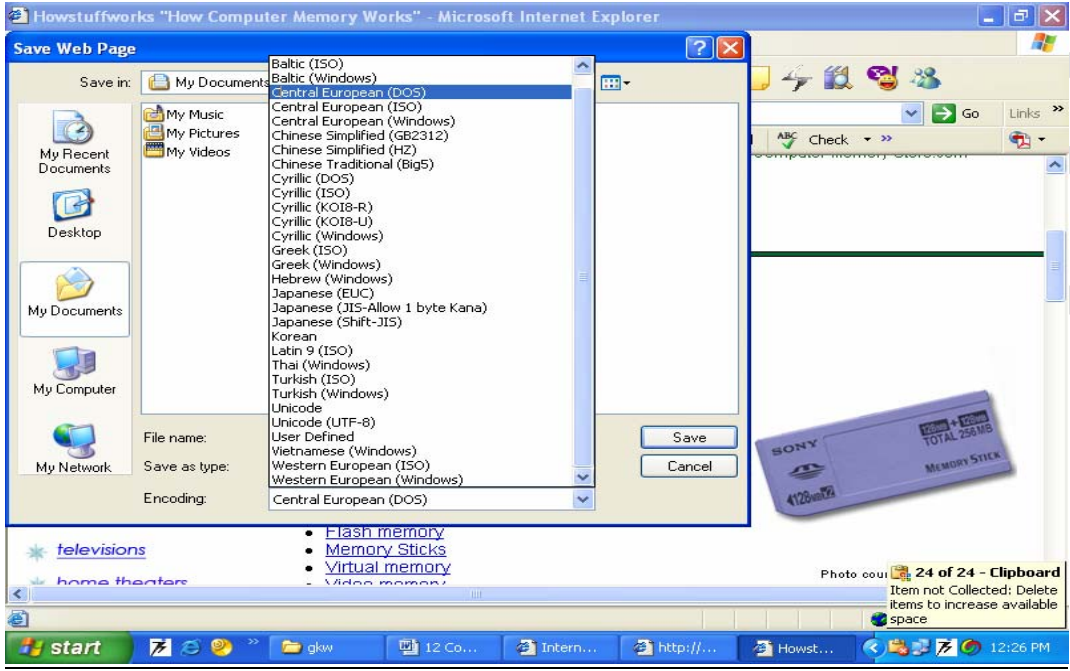 Howstuffworks "How Computer Memory Works" - Microsoft Internet Explorer
Save Web Page
Save in:
My Documents
My Recent Documents
Desktop
My Documents
My Computer
My Network
My Music
My Pictures
My Videos
Baltic (ISO)
Baltic (Windows)
Central European (DOS)
Central European (ISO)
Central European (Windows)
Chinese Simplified (GB2312)
Chinese Simplified (HZ)
Chinese Traditional (Big5)
Cyrillic (DOS)
Cyrillic (ISO)
Cyrillic (KOI8-R)
Cyrillic (KOI8-U)
Cyrillic (Windows)
Greek (ISO)
Greek (Windows)
Hebrew (Windows)
Japanese (EUC)
Japanese (JIS-Allow 1 byte Kana)
Japanese (Shift-JIS)
Korean
Latin 9 (ISO)
Thai (Windows)
Turkish (ISO)
Turkish (Windows)
Unicode
Unicode (UTF-8)
User Defined
Vietnamese (Windows)
Western European (ISO)
Western European (Windows)
File name:
Save as type:
Encoding:
Central European (DOS)
Save
Cancel
Go
Links »
ABC Check
SONY
128MB + 128MB
TOTAL 256MB
MEMORY STICK
televisions
home theaters
Flash memory
Memory Sticks
Virtual memory
Video memory
Photo
24 of 24 - Clipboard
Item not Collected: Delete
items to increase available
space
start
gkw
12 Co...
Intern...
http://...
Howst...
12:26 PM